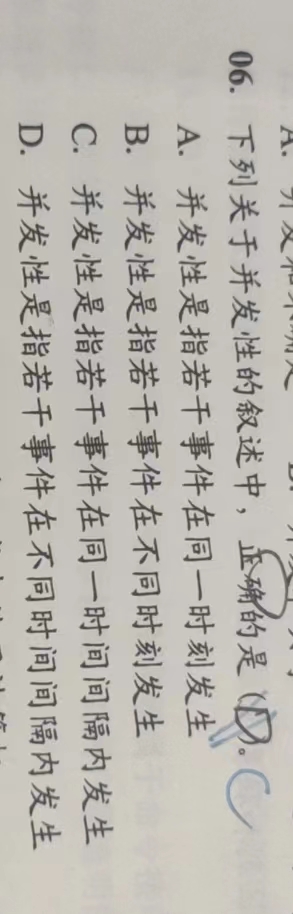 06. 下列关于并发性的叙述中，正确的是(D)。C
A. 并发性是指若干事件在同一时刻发生
B. 并发性是指若干事件在不同时刻发生
C. 并发性是指若干事件在同一时间间隔内发生
D. 并发性是指若干事件在不同时间间隔内发生